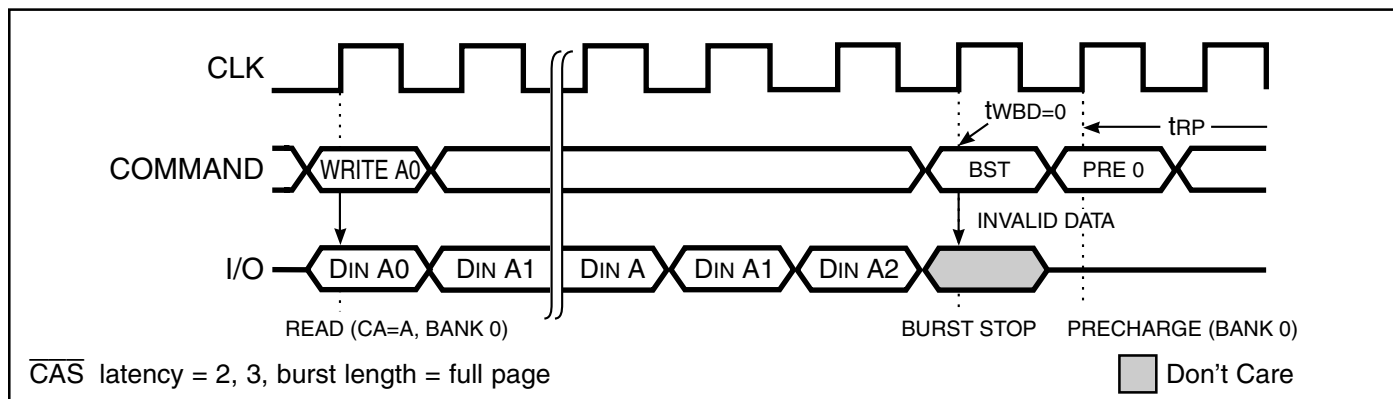 CLK
tWBD=0
tRP
COMMAND WRITE A0 BST PRE 0
INVALID DATA
I/O DIN A0 DIN A1 DIN A DIN A1 DIN A2
READ (CA=A, BANK 0) BURST STOP PRECHARGE (BANK 0)
CAS latency = 2, 3, burst length = full page Don't Care